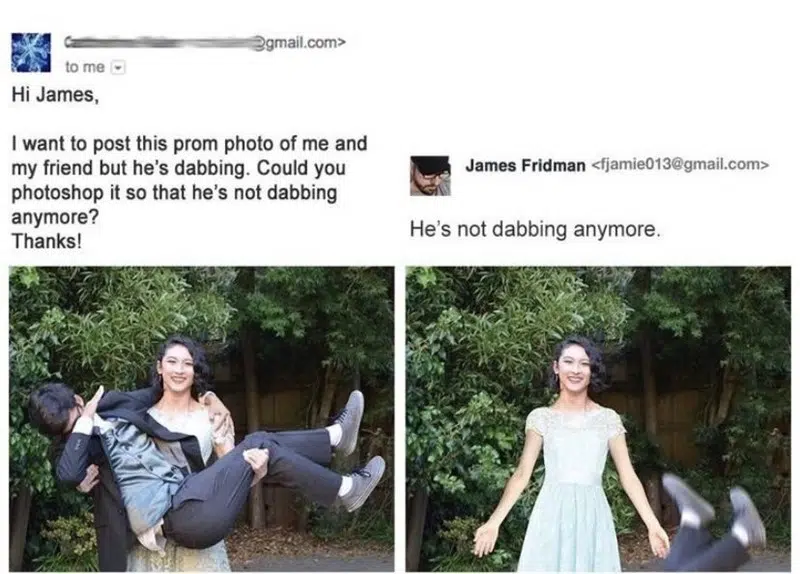 @gmail.com>
to me
Hi James,
I want to post this prom photo of me and
my friend but he's dabbing. Could you
photoshop it so that he's not dabbing
anymore?
Thanks!
James Fridman <fjamie013@gmail.com>
He's not dabbing anymore.